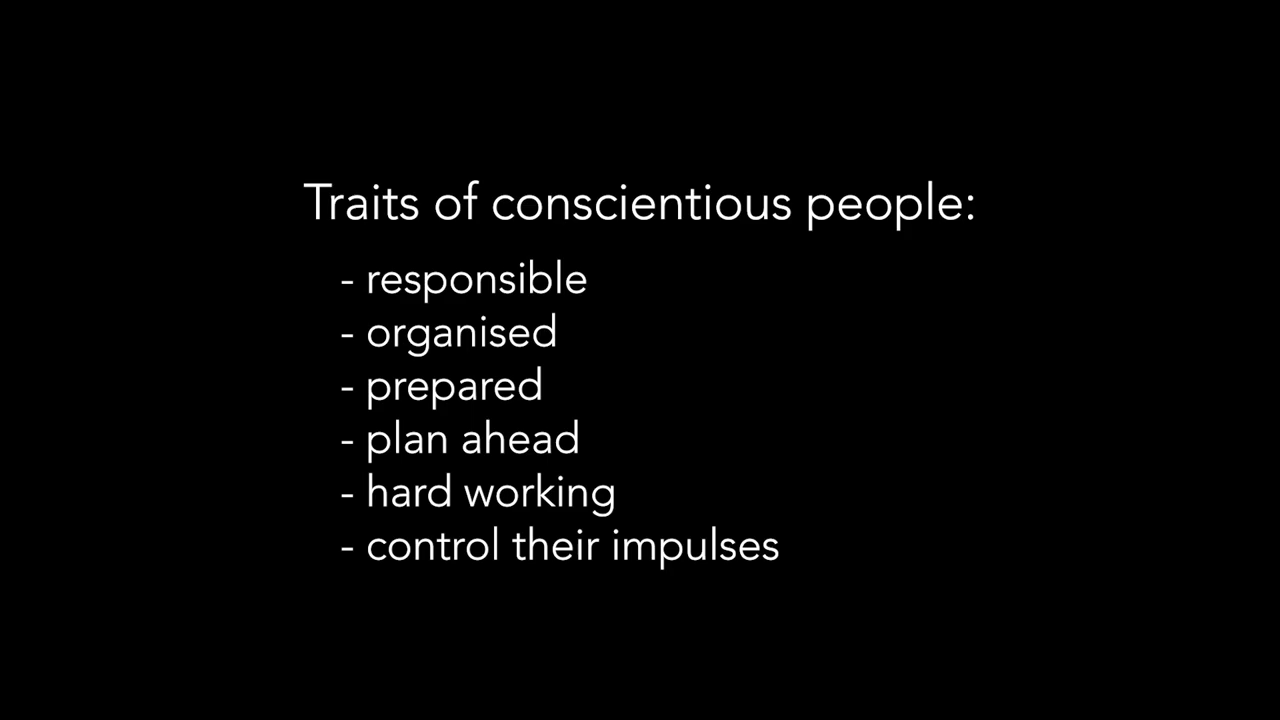 Traits of conscientious people:
- responsible
- organised
- prepared
- plan ahead
- hard working
- control their impulses